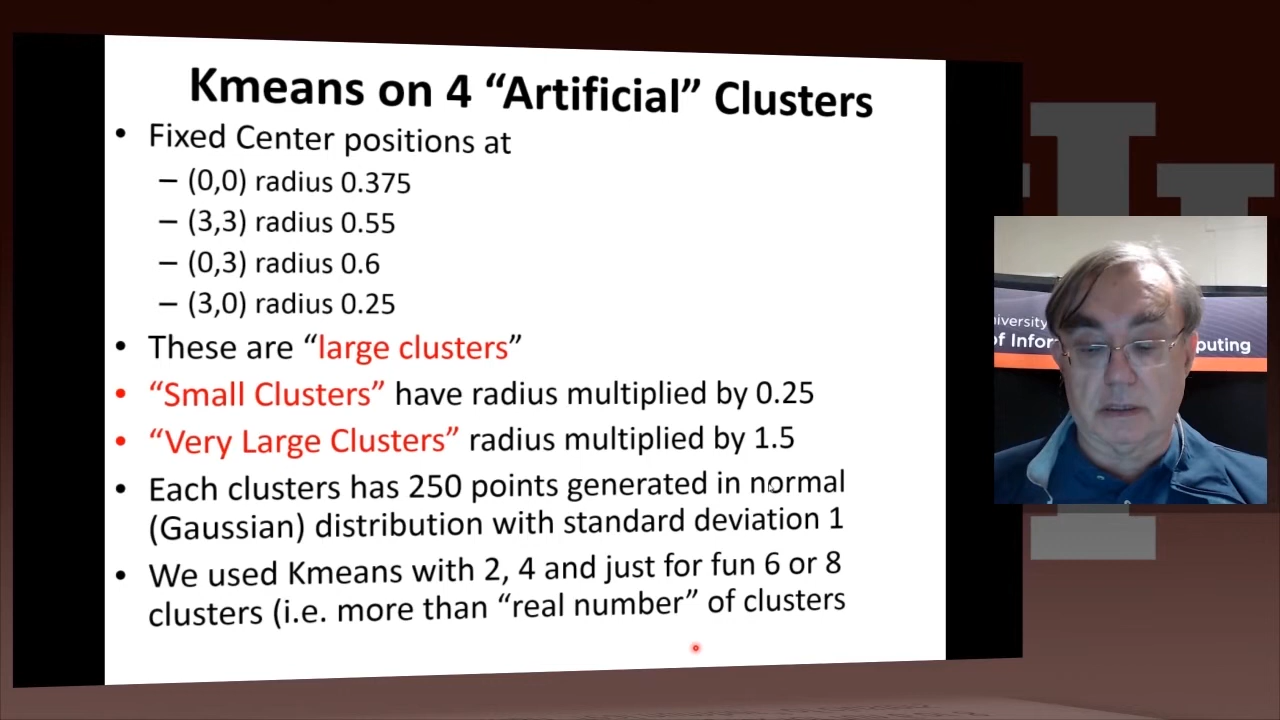 Kmeans on 4 “Artificial” Clusters
• Fixed Center positions at
– (0,0) radius 0.375
– (3,3) radius 0.55
– (0,3) radius 0.6
– (3,0) radius 0.25
• These are “large clusters”
• “Small Clusters” have radius multiplied by 0.25
• “Very Large Clusters” radius multiplied by 1.5
• Each clusters has 250 points generated in normal
(Gaussian) distribution with standard deviation 1
• We used Kmeans with 2, 4 and just for fun 6 or 8
clusters (i.e. more than “real number” of clusters
of